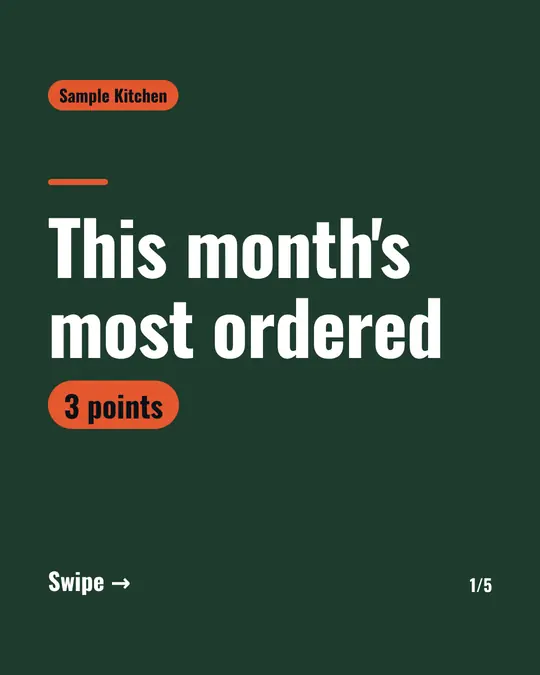 Sample Kitchen
This month's
most ordered
3 points
Swipe →
1/5